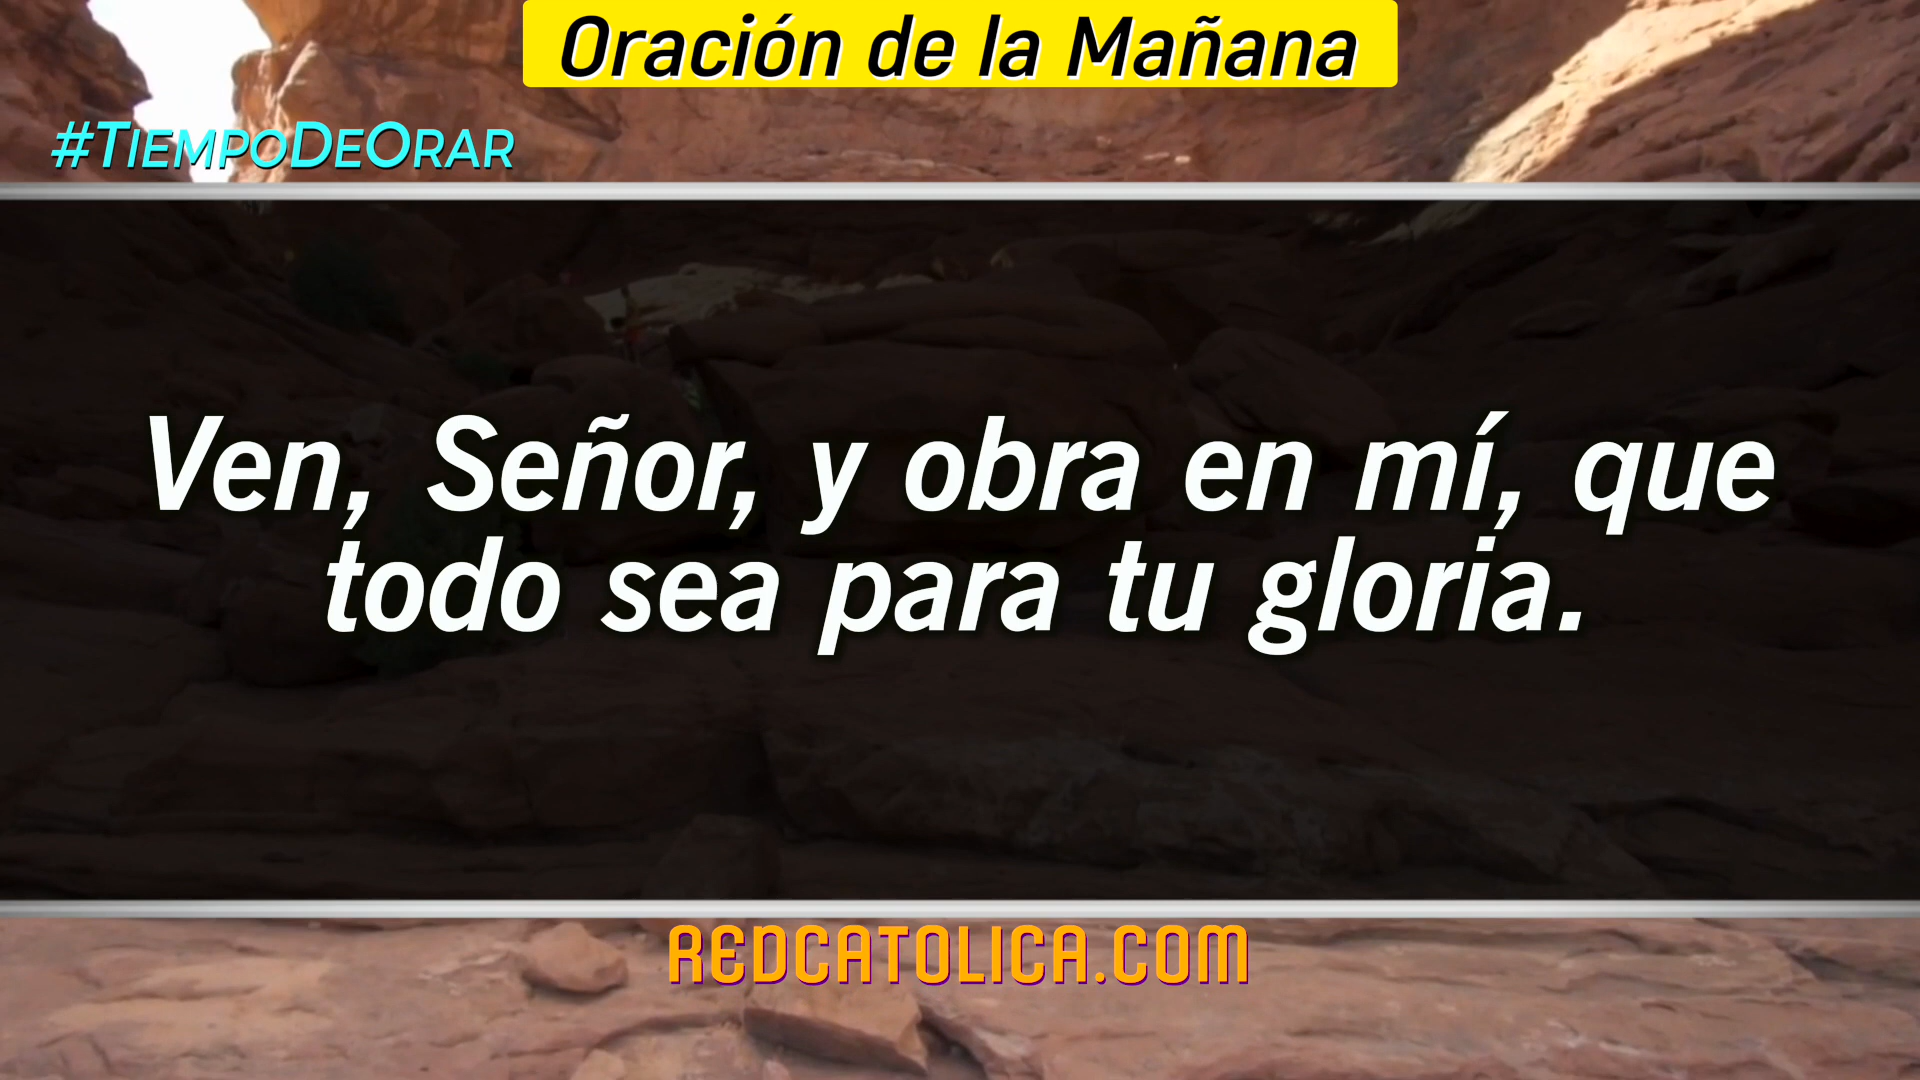 Oración de la Mañana
#TiempoDeOrar
Ven, Señor, y obra en mí, que
todo sea para tu gloria.
REDCATOLICA.COM